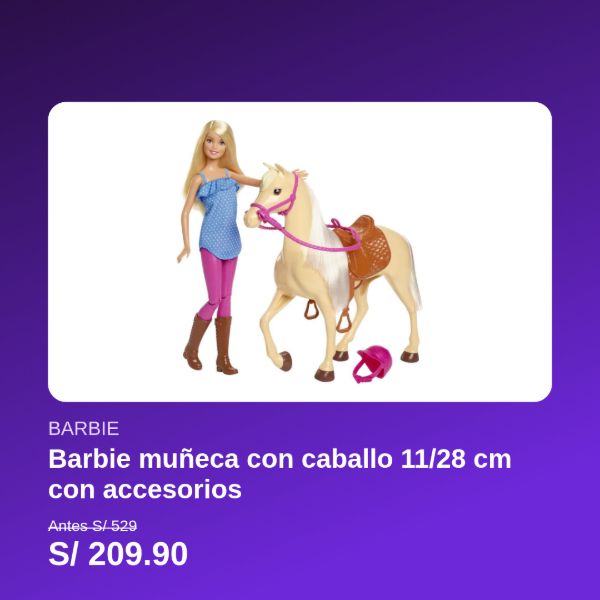 BARBIE
Barbie muñeca con caballo 11/28 cm
con accesorios
Antes S/ 529
S/ 209.90